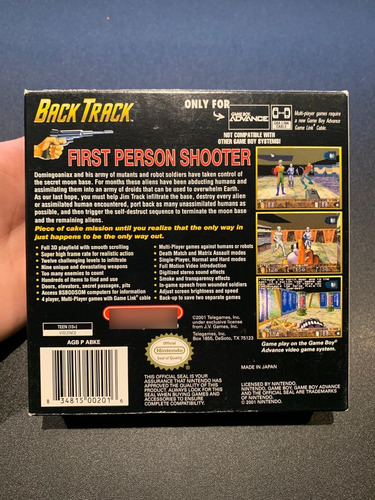 BACKTRACK
ONLY FOR
GAME BOY
ADVANCE
Multi-player games require
a new Game Boy Advance
Game Link® Cable.
NOT COMPATIBLE WITH
OTHER GAME BOY SYSTEMS!
FIRST PERSON SHOOTER
Domingoainix and his army of mutants and robot soldiers have taken control of
the secret moon base. For months these aliens have been abducting humans and
assimilating them into an army of droids that can be used to overwhelm Earth.
As our last hope, you must help Jim Track infiltrate the base, destroy every alien
or assimilated human encountered, port back as many unassimilated humans as
possible, and then trigger the self-destruct sequence to terminate the moon base
and the remaining aliens.
Piece of cake mission until you realize that the only way in
just happens to be the only way out.
• Full 3D playfield with smooth scrolling
• Super high frame rate for realistic action
• Twelve challenging levels to infiltrate
• Nine unique and devastating weapons
• Too many enemies to count
• Hundreds of items to find and use
• Doors, elevators, secret passages, pits
• Access BSODOSOM computers for information
• 4 player, Multi-Player games with Game Link® cable
• Multi-Player games against humans or robots
• Death Match and Matrix Assault modes
• Single-Player, Normal and Hard modes
• Full Motion Video introduction
• Digitized stereo sound effects
• Smoke and transparency effects
• In-game speech from wounded soldiers
• Adjust screen brightness and speed
• Back-up to save two separate games
TEEN (13+)
VIOLENCE
AGB P ABKE
8 34815 00201 6
©2001 Telegames, Inc.
under exclusive license
from J.V. Games, Inc.
Telegames, Inc.
Box 1855, DeSoto, TX 75123
Official
Nintendo
Seal of Quality
THIS OFFICIAL SEAL IS YOUR
ASSURANCE THAT NINTENDO HAS
APPROVED THE QUALITY OF THIS
PRODUCT. ALWAYS LOOK FOR THIS
SEAL WHEN BUYING GAMES AND
ACCESSORIES TO ENSURE
COMPLETE COMPATIBILITY.
Game play on the Game Boy®
Advance video game system.
MADE IN JAPAN
LICENSED BY NINTENDO.
NINTENDO, GAME BOY, GAME BOY ADVANCE
AND THE OFFICIAL SEAL ARE TRADEMARKS
OF NINTENDO.
© 2001 NINTENDO.